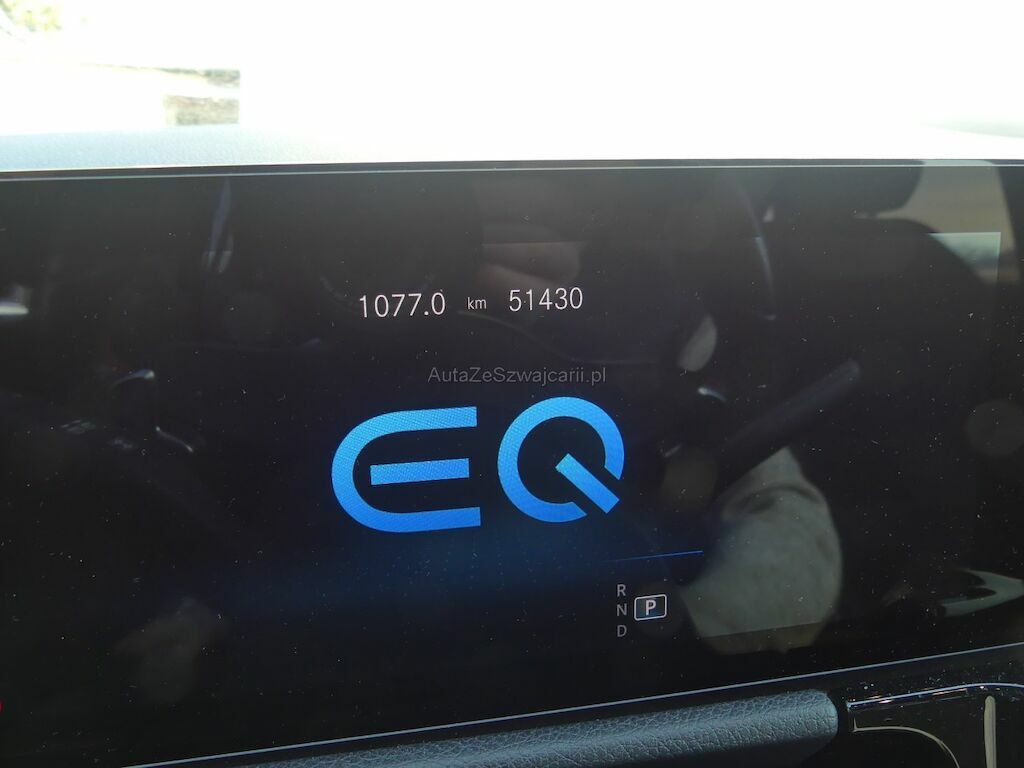 1077.0 km 51430
AutaZeSzwajcarii.pl
EQ
R
N P
D